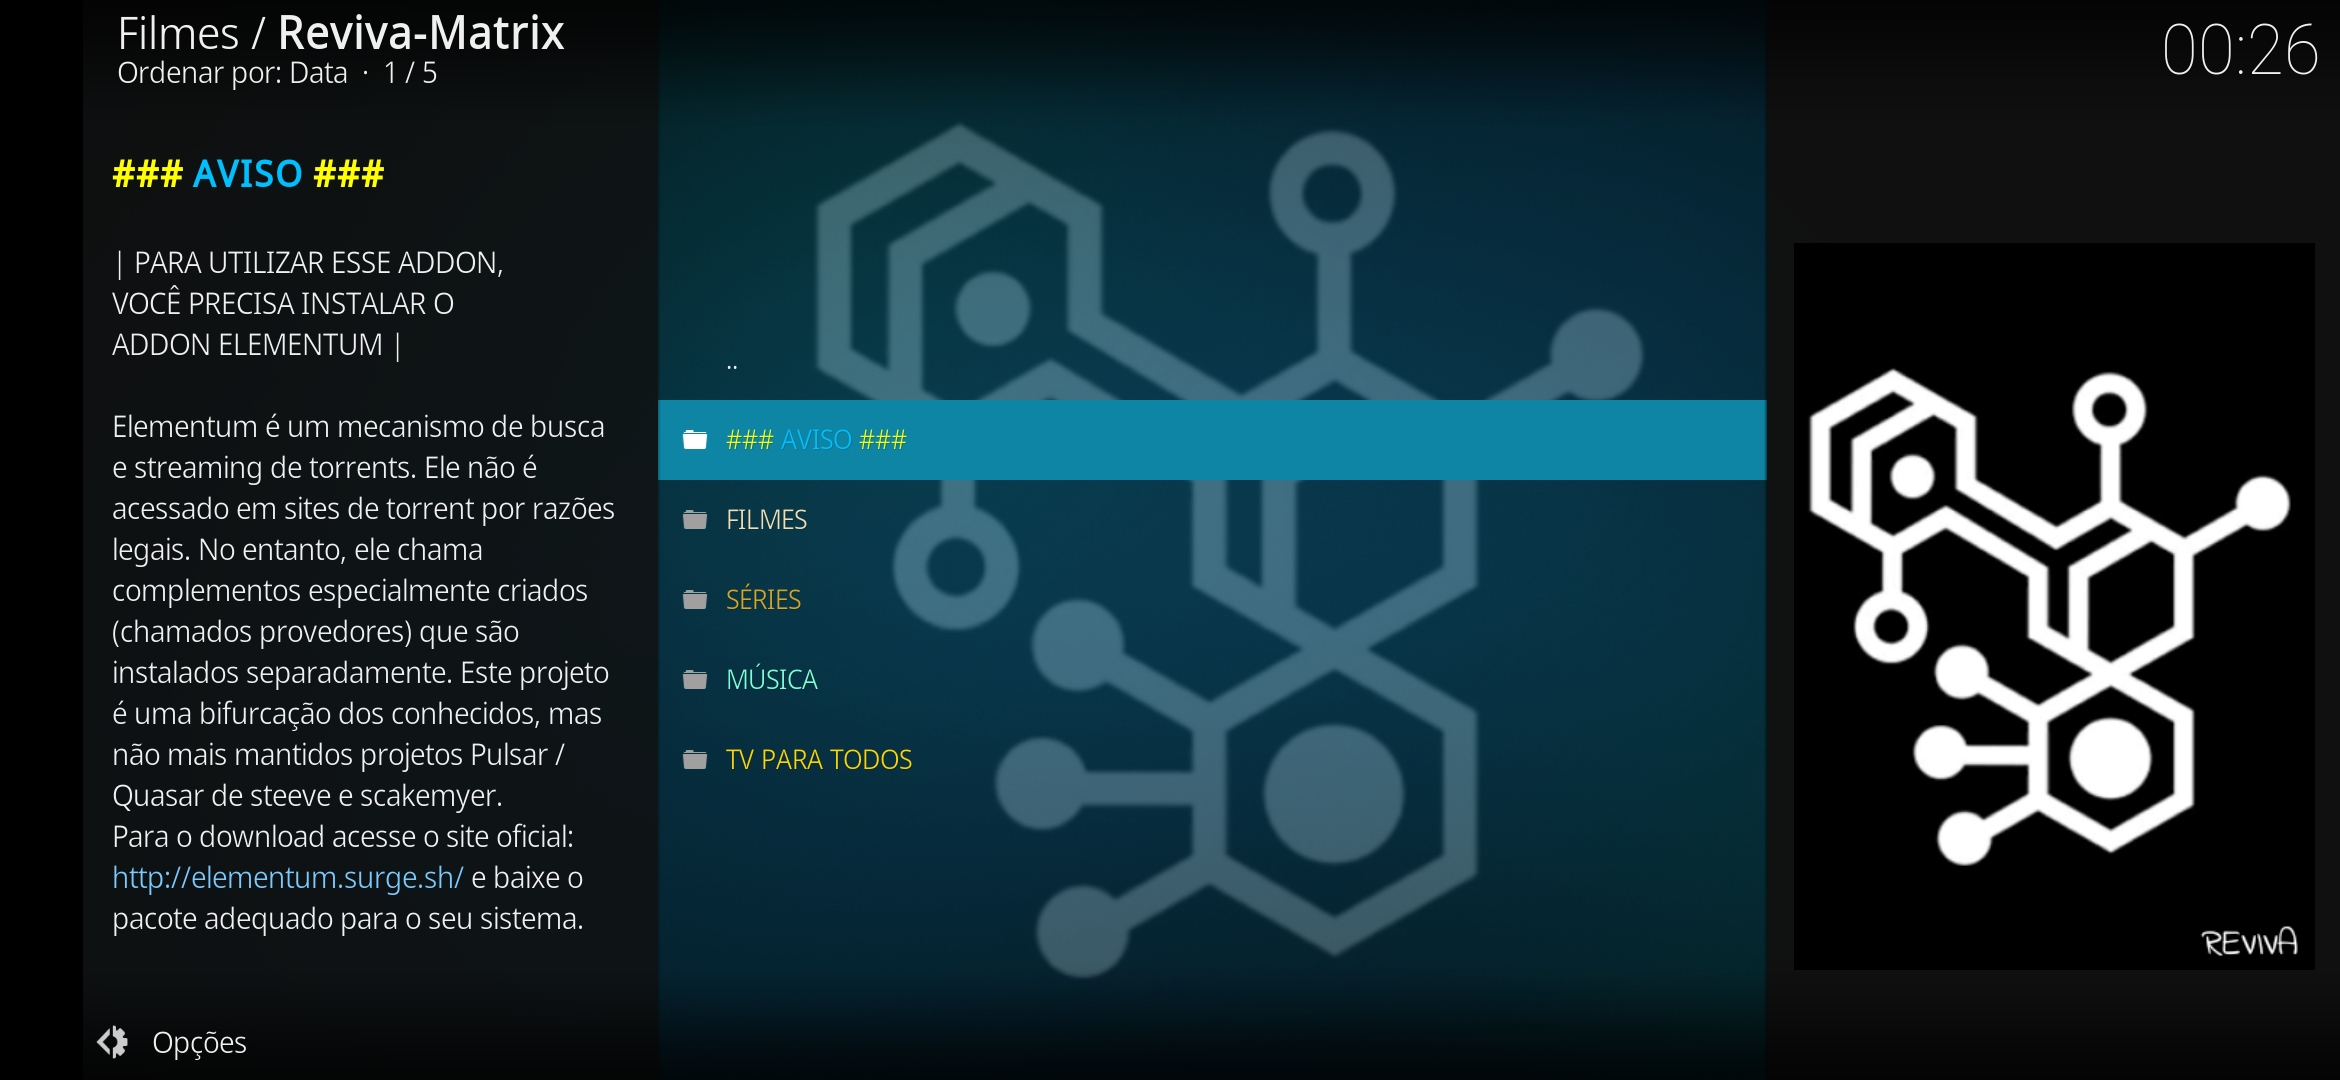 Filmes / Reviva-Matrix
Ordenar por: Data · 1 / 5
00:26
### AVISO ###
| PARA UTILIZAR ESSE ADDON,
VOCÊ PRECISA INSTALAR O
ADDON ELEMENTUM |
Elementum é um mecanismo de busca
e streaming de torrents. Ele não é
acessado em sites de torrent por razões
legais. No entanto, ele chama
complementos especialmente criados
(chamados provedores) que são
instalados separadamente. Este projeto
é uma bifurcação dos conhecidos, mas
não mais mantidos projetos Pulsar /
Quasar de steeve e scakemyer.
Para o download acesse o site oficial:
http://elementum.surge.sh/ e baixe o
pacote adequado para o seu sistema.
Opções
..
### AVISO ###
FILMES
SÉRIES
MÚSICA
TV PARA TODOS
REVIVA